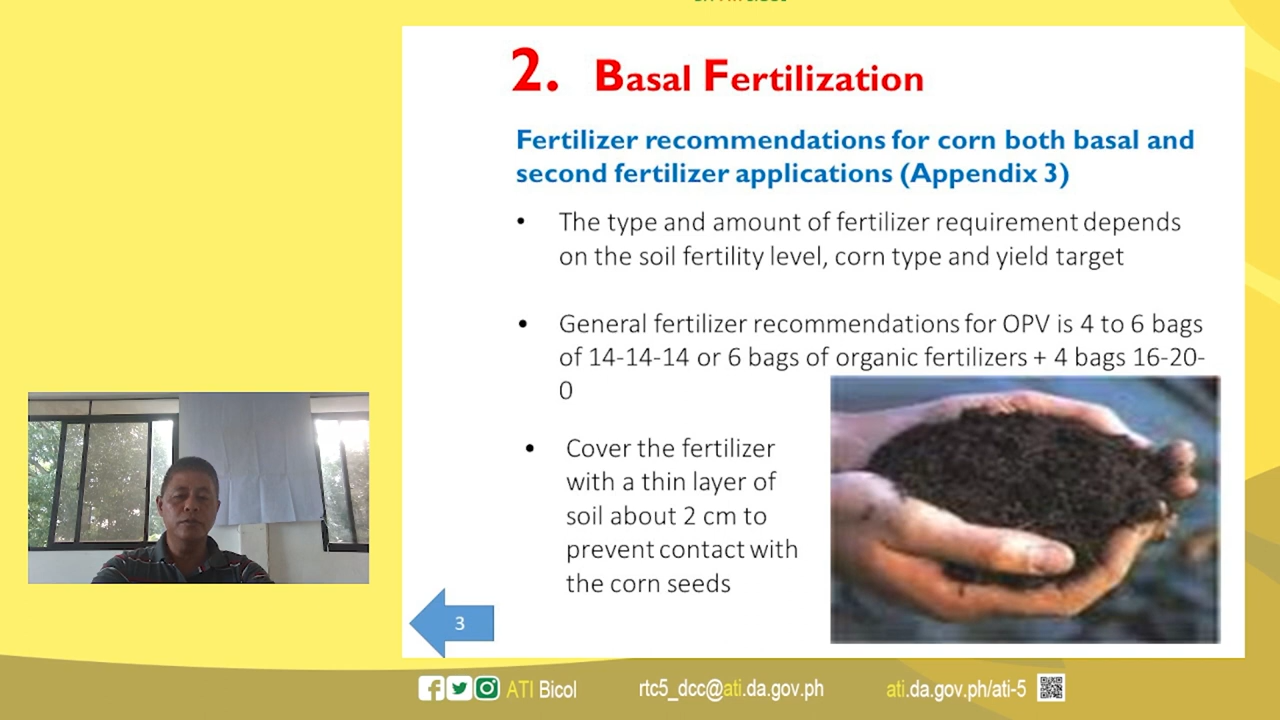 2. Basal Fertilization
Fertilizer recommendations for corn both basal and
second fertilizer applications (Appendix 3)
• The type and amount of fertilizer requirement depends
on the soil fertility level, corn type and yield target
• General fertilizer recommendations for OPV is 4 to 6 bags
of 14-14-14 or 6 bags of organic fertilizers + 4 bags 16-20-
0
• Cover the fertilizer
with a thin layer of
soil about 2 cm to
prevent contact with
the corn seeds
3
ATI Bicol
rtc5_dcc@ati.da.gov.ph
ati.da.gov.ph/ati-5